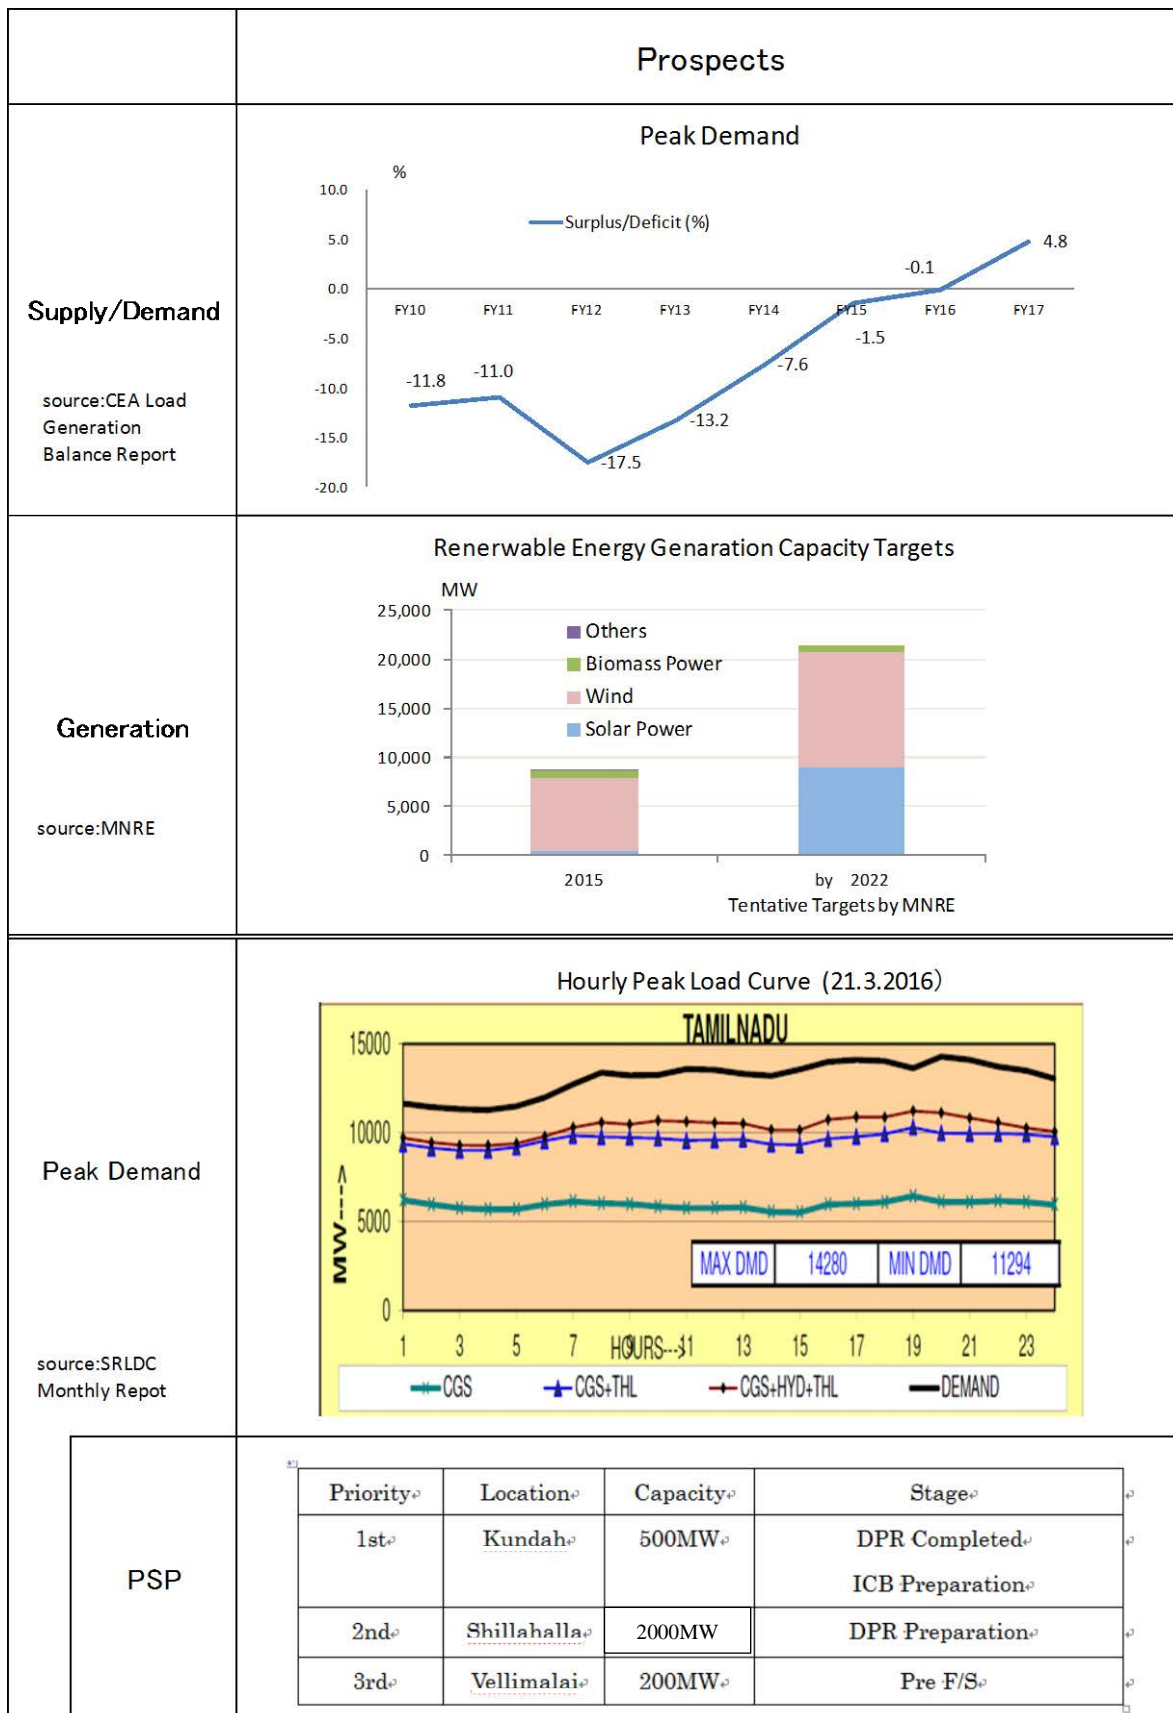 Prospects
Supply/Demand
source:CEA Load
Generation
Balance Report
Peak Demand
%
10.0
5.0
0.0
-5.0
-10.0
-15.0
-20.0
Surplus/Deficit (%)
FY10
FY11
FY12
FY13
FY14
FY15
FY16
FY17
-11.8
-11.0
-17.5
-13.2
-7.6
-1.5
-0.1
4.8
Generation
source:MNRE
Renerwable Energy Genaration Capacity Targets
MW
25,000
20,000
15,000
10,000
5,000
0
Others
Biomass Power
Wind
Solar Power
2015
by 2022
Tentative Targets by MNRE
Peak Demand
source:SRLDC
Monthly Repot
Hourly Peak Load Curve (21.3.2016)
TAMILNADU
15000
10000
5000
0
MW---->
MAX DMD 14280 MIN DMD 11294
1 3 5 7 9 11 13 15 17 19 21 23
HOURS--->
CGS CGS+THL CGS+HYD+THL DEMAND
PSP
Priority Location Capacity Stage
1st Kundah 500MW DPR Completed
ICB Preparation
2nd Shillahalla 2000MW DPR Preparation
3rd Vellimalai 200MW Pre F/S